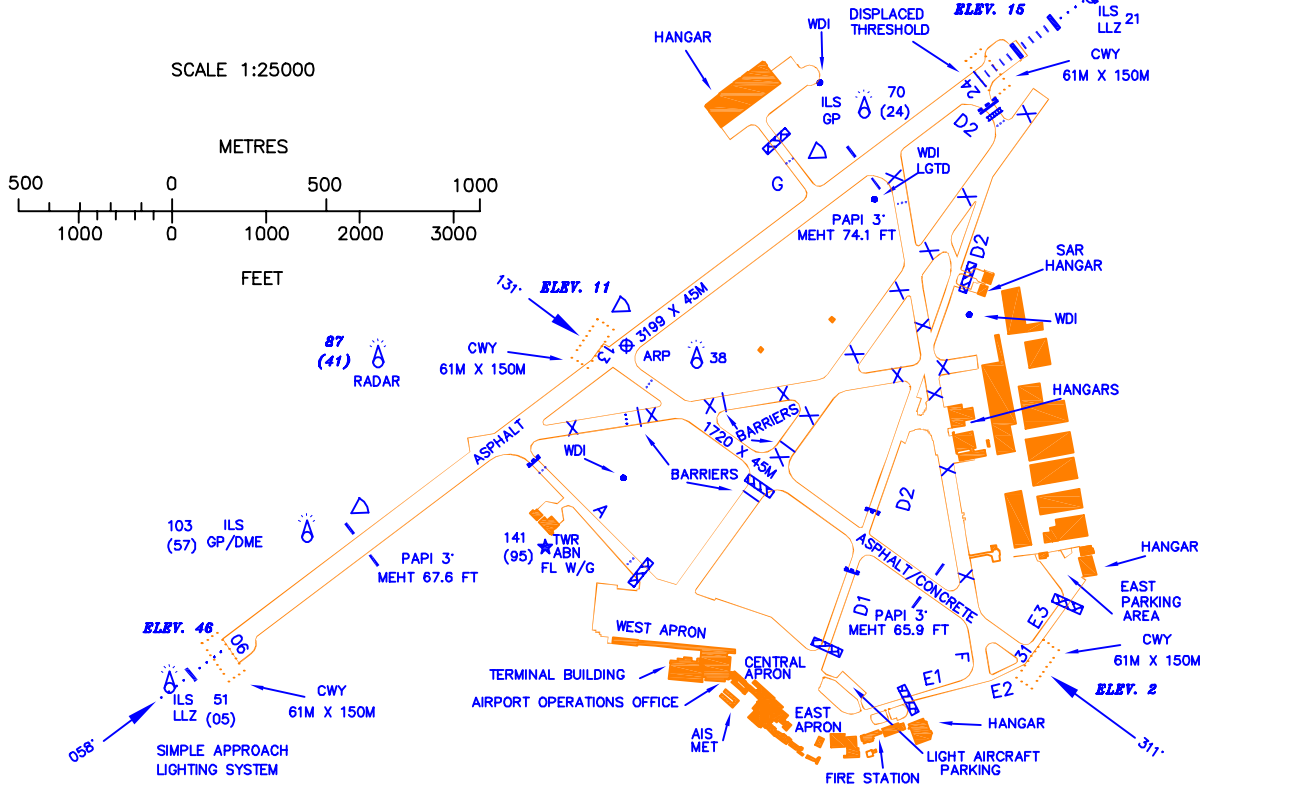 SCALE 1:25000
METRES
500 0 500 1000
1000 0 1000 2000 3000
FEET
HANGAR
WDI
DISPLACED
THRESHOLD
ELEV. 15
ILS
LLZ 21
CWY
61M X 150M
24
ILS
GP
70
(24)
D2
X
WDI
LGTD
G
X
X
PAPI 3°
MEHT 74.1 FT
X
D2
SAR
HANGAR
WDI
131°
ELEV. 11
X
X
3199 X 45M
13
ARP
38
CWY
61M X 150M
87
(41)
RADAR
X
X
X
X
HANGARS
X
X
X
BARRIERS
X
X
X
1720 X 45M
X
ASPHALT
WDI
BARRIERS
X
A
D2
103
(57)
ILS
GP/DME
PAPI 3°
MEHT 67.6 FT
141
(95)
TWR
ABN
FL W/G
ASPHALT/CONCRETE
X
HANGAR
EAST
PARKING
AREA
D1
PAPI 3°
MEHT 65.9 FT
E3
CWY
61M X 150M
ELEV. 46
06
WEST APRON
F
31
ELEV. 2
TERMINAL BUILDING
CENTRAL
APRON
E1
E2
ILS
LLZ
51
(05)
CWY
61M X 150M
AIRPORT OPERATIONS OFFICE
EAST
APRON
HANGAR
311°
058°
SIMPLE APPROACH
LIGHTING SYSTEM
AIS
MET
LIGHT AIRCRAFT
PARKING
FIRE STATION